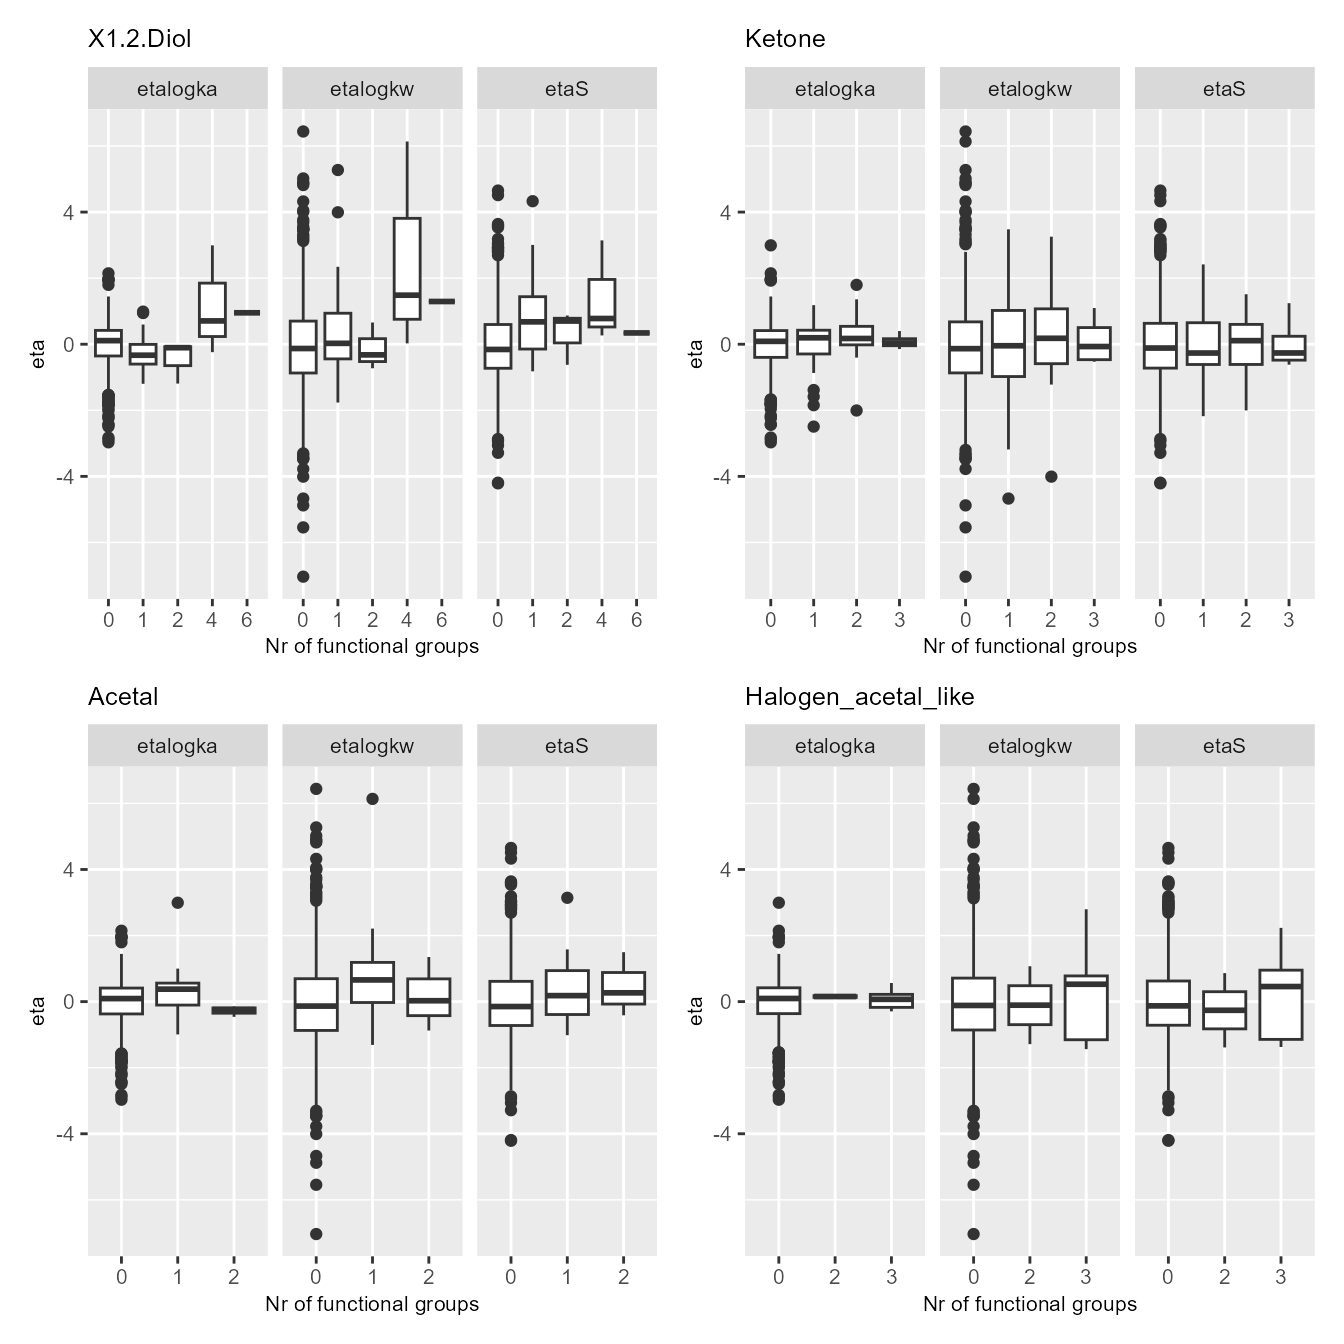 X1.2.Diol
etalogka etalogkw etaS
4
0
-4
eta
0 1 2 4 6 0 1 2 4 6 0 1 2 4 6
Nr of functional groups
Ketone
etalogka etalogkw etaS
4
0
-4
eta
0 1 2 3 0 1 2 3 0 1 2 3
Nr of functional groups
Acetal
etalogka etalogkw etaS
4
0
-4
eta
0 1 2 0 1 2 0 1 2
Nr of functional groups
Halogen_acetal_like
etalogka etalogkw etaS
4
0
-4
eta
0 2 3 0 2 3 0 2 3
Nr of functional groups